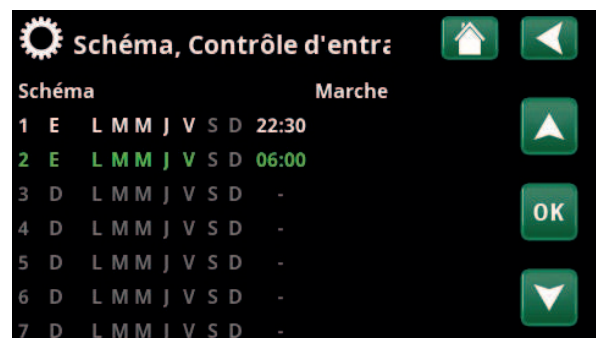 Schéma, Contrôle d'entra
Schéma Marche
1 E L M M J V S D 22:30
2 E L M M J V S D 06:00
3 D L M M J V S D -
4 D L M M J V S D -
OK
5 D L M M J V S D -
6 D L M M J V S D -
7 D L M M J V S D -